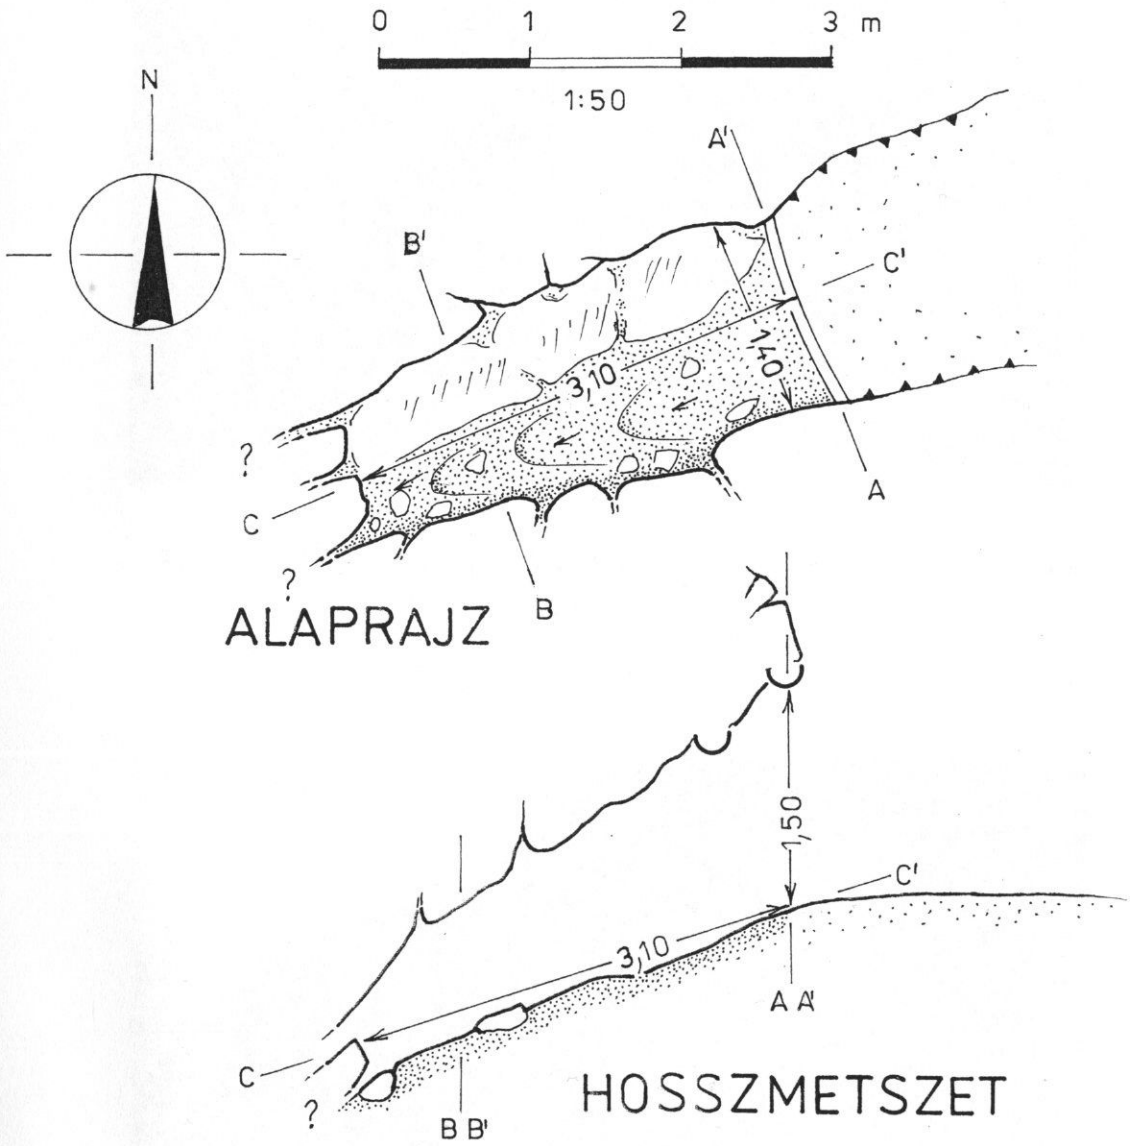 0 1 2 3 m
1:50
N
A'
B'
C'
1,40
3,10
?
A
C
?
B
ALAPRAJZ
1,50
C'
3,10
A A'
C
HOSSZMETSZET
?
B B'